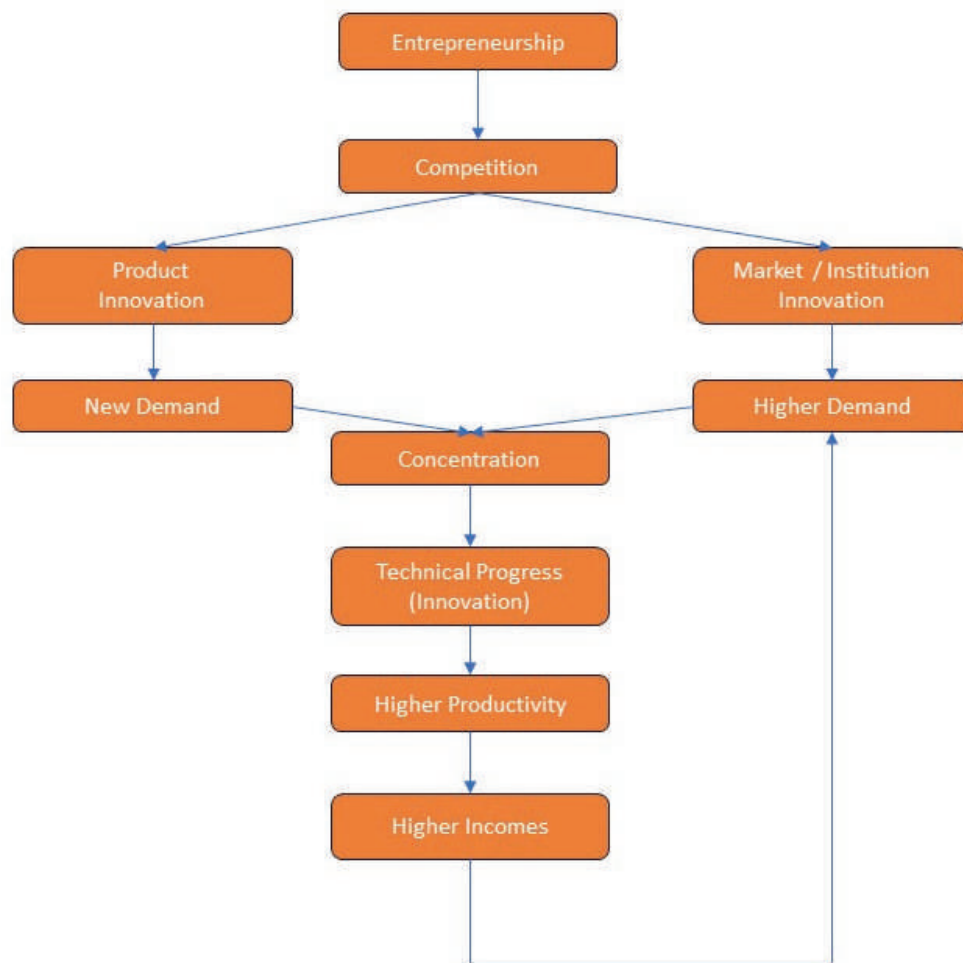 Entrepreneurship
Competition
Product
Innovation
Market / Institution
Innovation
New Demand
Higher Demand
Concentration
Technical Progress
(Innovation)
Higher Productivity
Higher Incomes